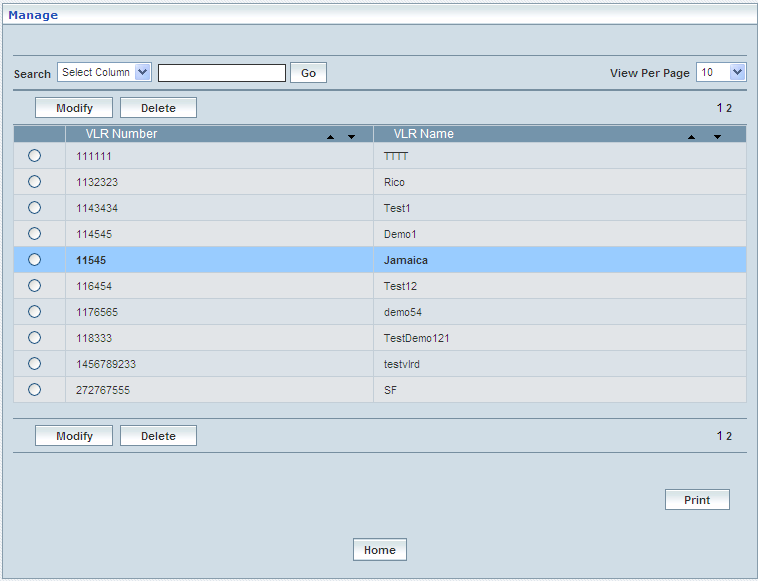 Manage
Search Select Column Go View Per Page 10
Modify Delete 1 2
VLR Number VLR Name
111111 TTTT
1132323 Rico
1143434 Test1
114545 Demo1
11545 Jamaica
116454 Test12
1176565 demo54
118333 TestDemo121
1456789233 testvlrd
272767555 SF
Modify Delete 1 2
Print
Home